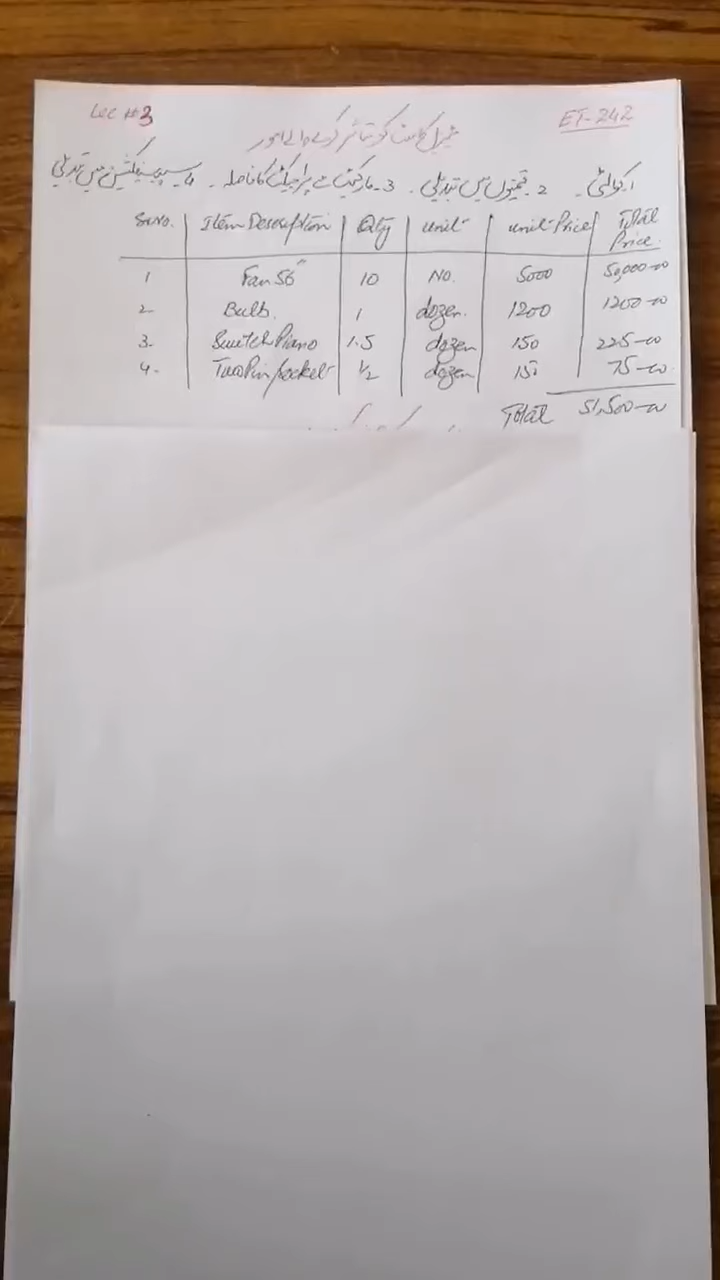 Lec #3
ET-242
میٹریل کاسٹ کو متاثر کرنے والے امور
1۔ کوالٹی ۔ 2۔ قیمتوں میں تبدیلی ۔ 3۔ مارکیٹ سے پراجیکٹ کا فاصلہ ۔ 4۔ سپیسیفیکیشن میں تبدیلی
Sr.No. Item Description Qty unit unit Price Total Price
1 Fan 56" 10 No. 5000 50,000-00
2- Bulb. 1 dozen. 1200 1200-00
3- Switch Piano 1.5 dozen 150 225-00
4- Two Pin Socket 1/2 dozen 150 75-00
Total 51,500-00